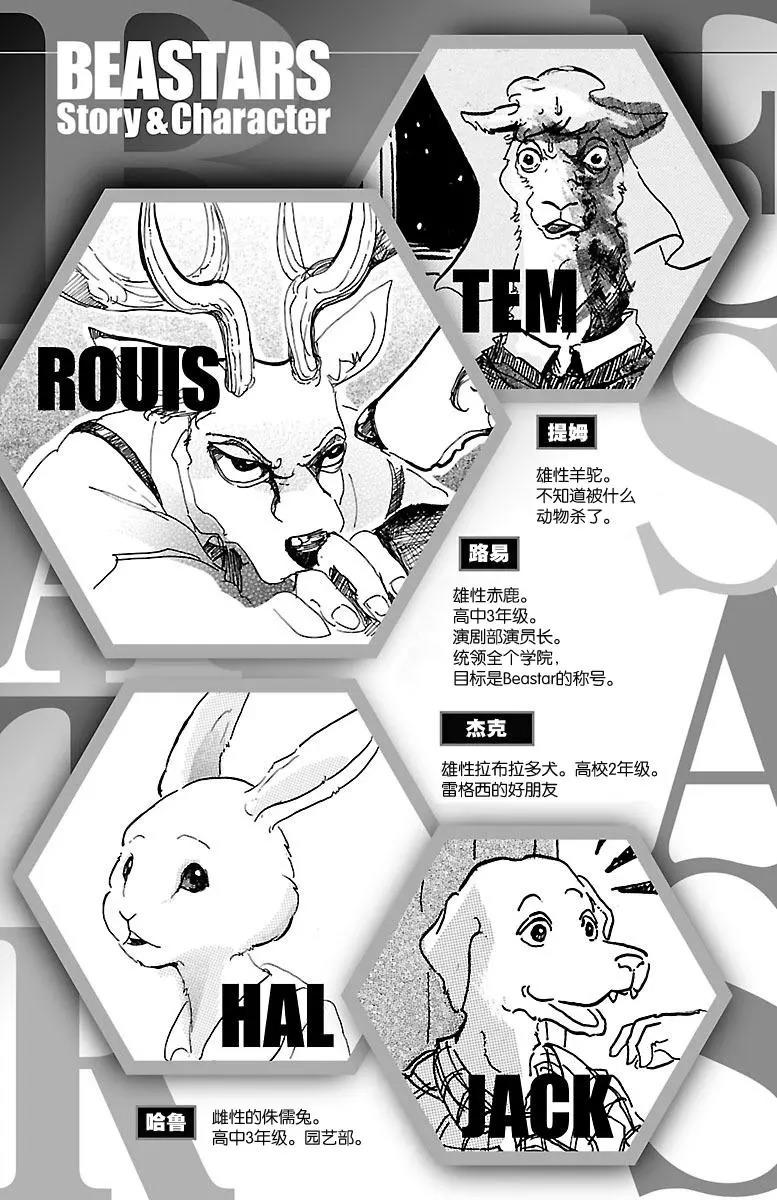 BEASTARS
Story & Character
TEM
ROUIS
提姆
雄性羊驼。
不知道被什么
动物杀了。
路易
雄性赤鹿。
高中3年级。
演剧部演员长。
统领全个学院，
目标是Beastar的称号。
杰克
雄性拉布拉多犬。高校2年级。
雷格西的好朋友
HAL
JACK
哈鲁
雌性的侏儒兔。
高中3年级。园艺部。